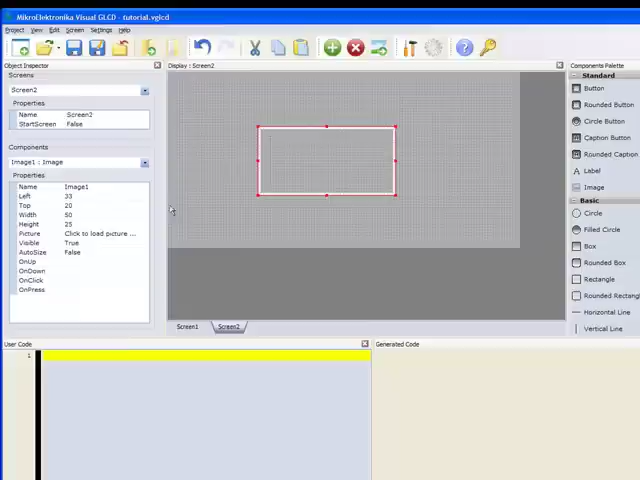 MikroElektronika Visual GLCD - tutorial.vglcd
Project View Edit Screen Settings Help
Object Inspector
Display : Screen2
Components Palette
Screens
Screen2
Properties
Name Screen2
StartScreen False
Components
Image1 : Image
Properties
Name Image1
Left 33
Top 20
Width 50
Height 25
Picture Click to load picture ...
Visible True
AutoSize False
OnUp
OnDown
OnClick
OnPress
Standard
Button
Rounded Button
Circle Button
Caption Button
Rounded Caption
Label
Image
Basic
Circle
Filled Circle
Box
Rounded Box
Rectangle
Rounded Rectang
Horizontal Line
Vertical Line
Screen1 Screen2
User Code
Generated Code
1